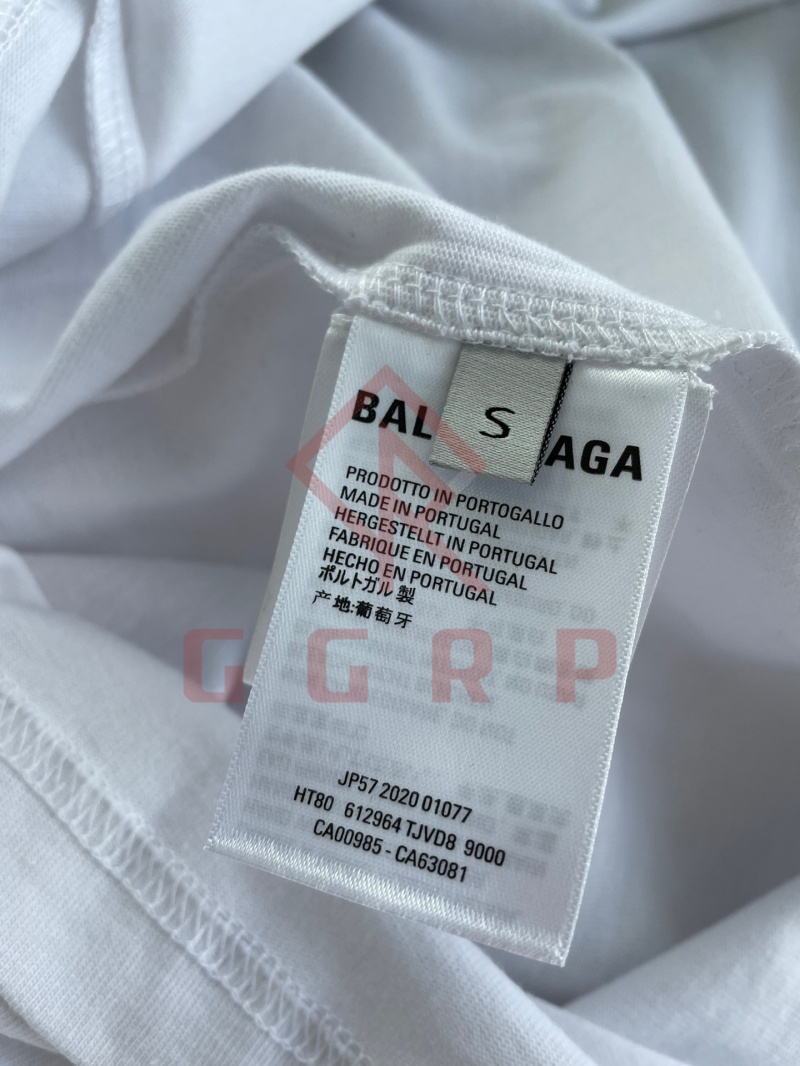 BAL S AGA
PRODOTTO IN PORTOGALLO
MADE IN PORTUGAL
HERGESTELLT IN PORTUGAL
FABRIQUE EN PORTUGAL
HECHO EN PORTUGAL
ポルトガル製
产地:葡萄牙
GGRP
JP57 2020 01077
HT80 612964 TJVD8 9000
CA00985 - CA63081